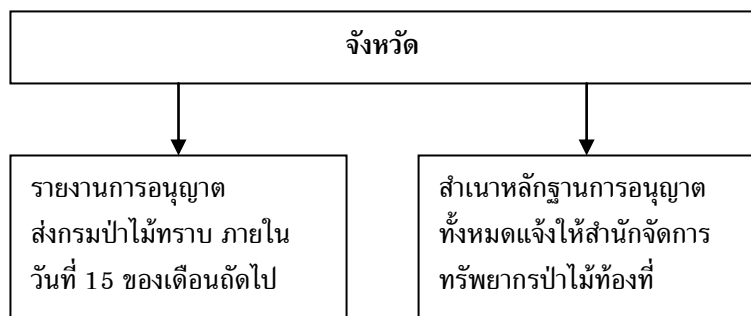 จังหวัด
รายงานการอนุญาต
ส่งกรมป่าไม้ทราบ ภายใน
วันที่ 15 ของเดือนถัดไป
สำเนาหลักฐานการอนุญาต
ทั้งหมดแจ้งให้สำนักจัดการ
ทรัพยากรป่าไม้ท้องที่